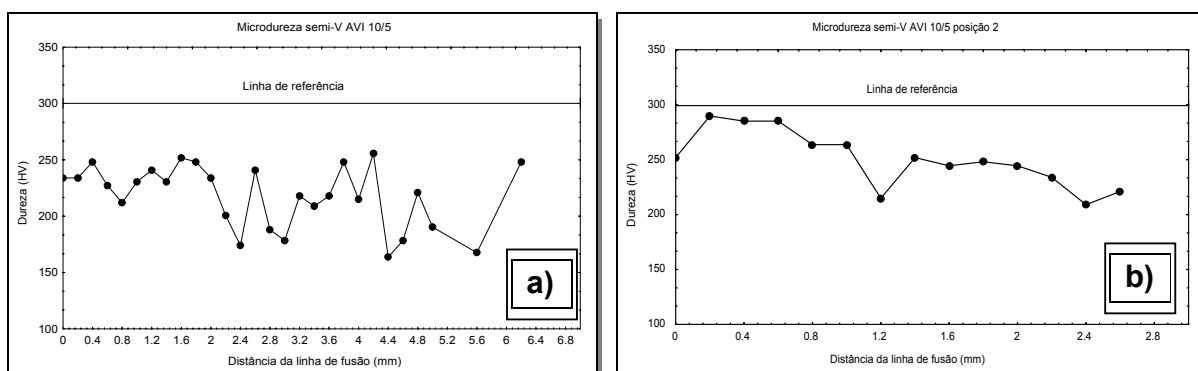 Microdureza semi-V AVI 10/5
350
300
250
200
150
100
Dureza (HV)
Linha de referência
a)
0 0.4 0.8 1.2 1.6 2 2.4 2.8 3.2 3.6 4 4.4 4.8 5.2 5.6 6 6.4 6.8
Distância da linha de fusão (mm)
Microdureza semi-V AVI 10/5 posição 2
350
300
250
200
150
100
Dureza (HV)
Linha de referência
b)
0 0.4 0.8 1.2 1.6 2 2.4 2.8
Distância da linha de fusão (mm)